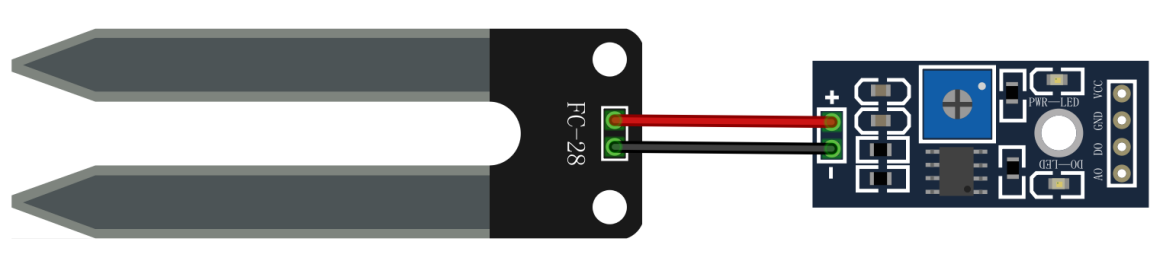 FC-28
+
-
PWR-LED
DO-LED
VCC
GND
DO
AO